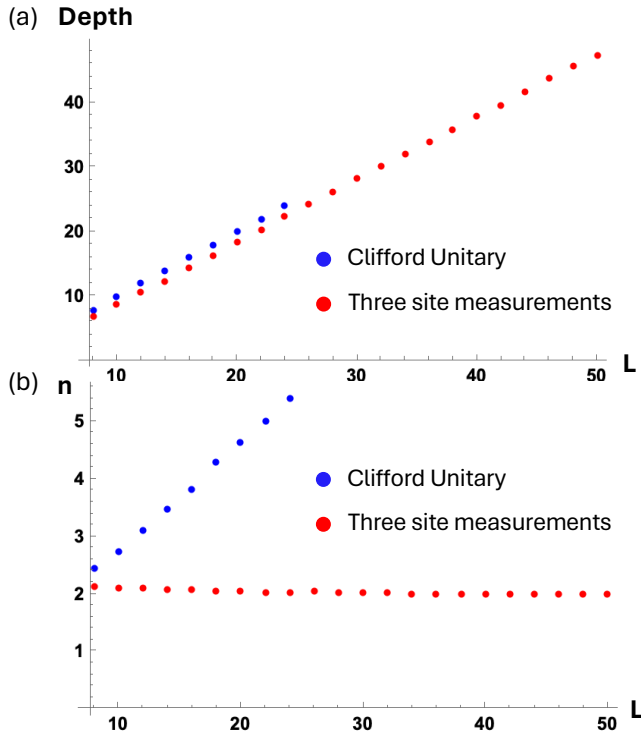 (a) Depth
40
30
20
10
Clifford Unitary
Three site measurements
10 20 30 40 50 L
(b) n
5
4
3
2
1
Clifford Unitary
Three site measurements
10 20 30 40 50 L